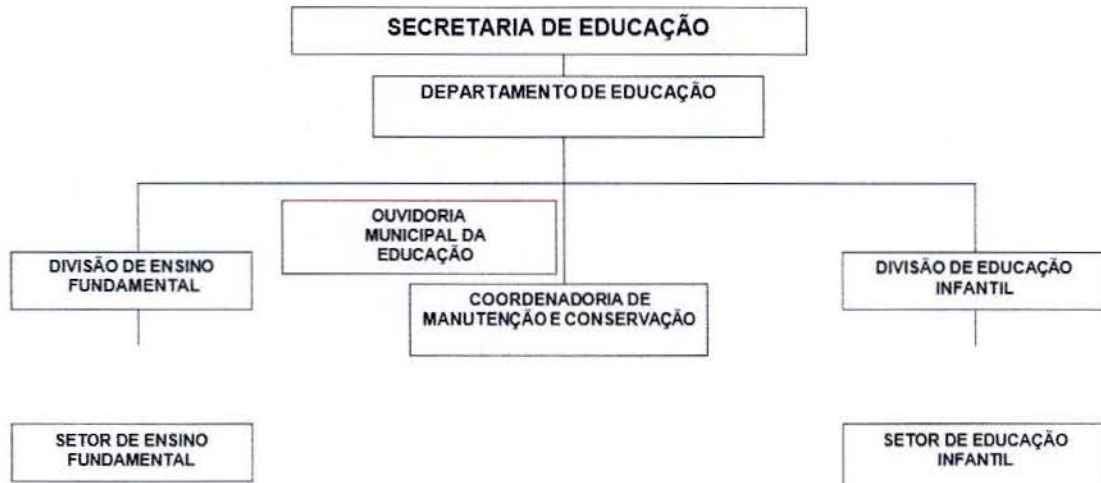 SECRETARIA DE EDUCAÇÃO
DEPARTAMENTO DE EDUCAÇÃO
OUVIDORIA
MUNICIPAL DA
EDUCAÇÃO
DIVISÃO DE ENSINO
FUNDAMENTAL
COORDENADORIA DE
MANUTENÇÃO E CONSERVAÇÃO
DIVISÃO DE EDUCAÇÃO
INFANTIL
SETOR DE ENSINO
FUNDAMENTAL
SETOR DE EDUCAÇÃO
INFANTIL